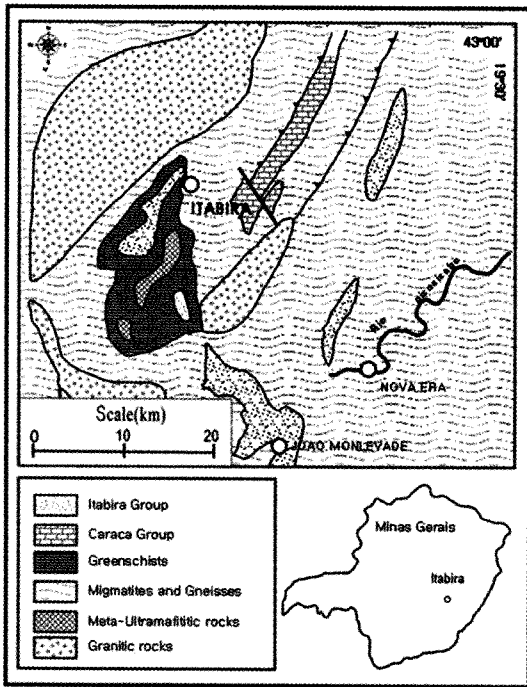 43°00'
19°30'
ITABIRA
Rio
NOVA ERA
JOAO MONLEVADE
Scale(km)
0 10 20
Itabira Group
Caraca Group
Greenschists
Migmatites and Gneisses
Meta-Ultramafititic rocks
Granitic rocks
Minas Gerais
Itabira